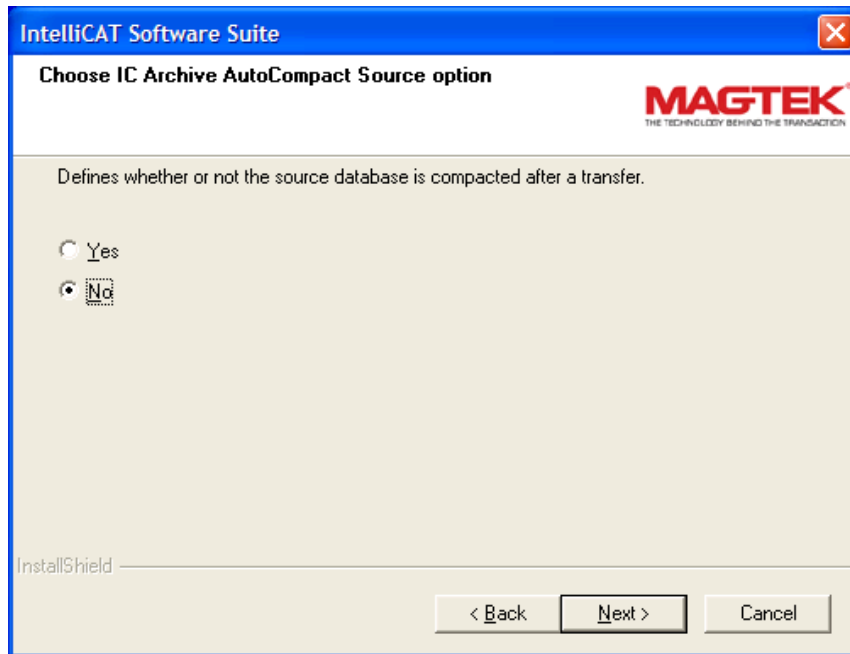 IntelliCAT Software Suite
Choose IC Archive AutoCompact Source option
MAGTEK®
THE TECHNOLOGY BEHIND THE TRANSACTION
Defines whether or not the source database is compacted after a transfer.
Yes
No
InstallShield
< Back
Next >
Cancel